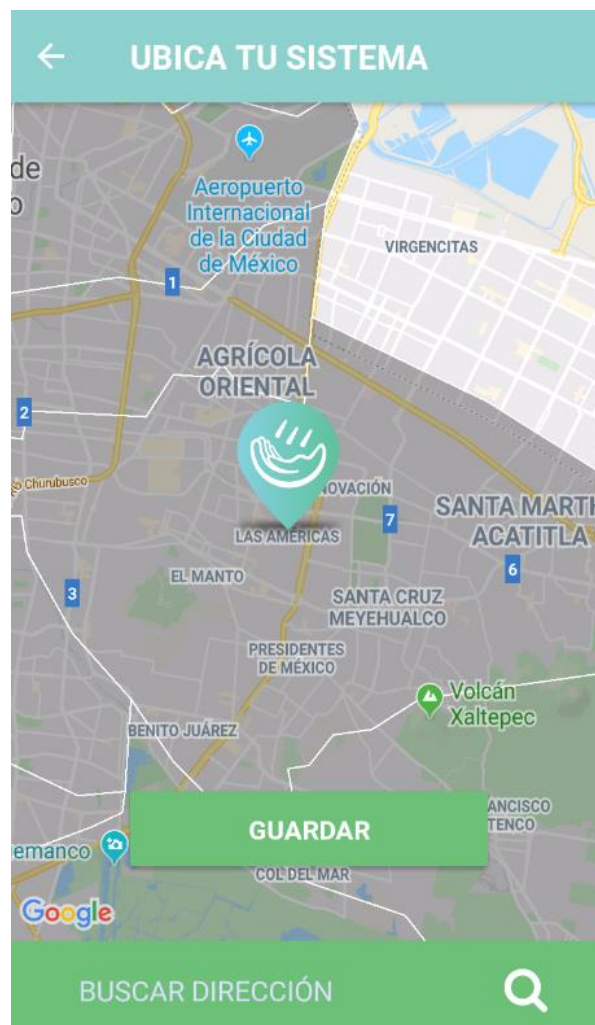 UBICA TU SISTEMA
de
Aeropuerto
Internacional
de la Ciudad
de México
VIRGENCITAS
1
AGRÍCOLA
ORIENTAL
2
Churubusco
NOVACIÓN
7
SANTA MARTH
ACATITLA
LAS AMÉRICAS
6
EL MANTO
3
SANTA CRUZ
MEYEHUALCO
PRESIDENTES
DE MÉXICO
Volcán
Xaltepec
BENITO JUÁREZ
GUARDAR
ANCISCO
TENCO
emanco
COL DEL MAR
Google
BUSCAR DIRECCIÓN